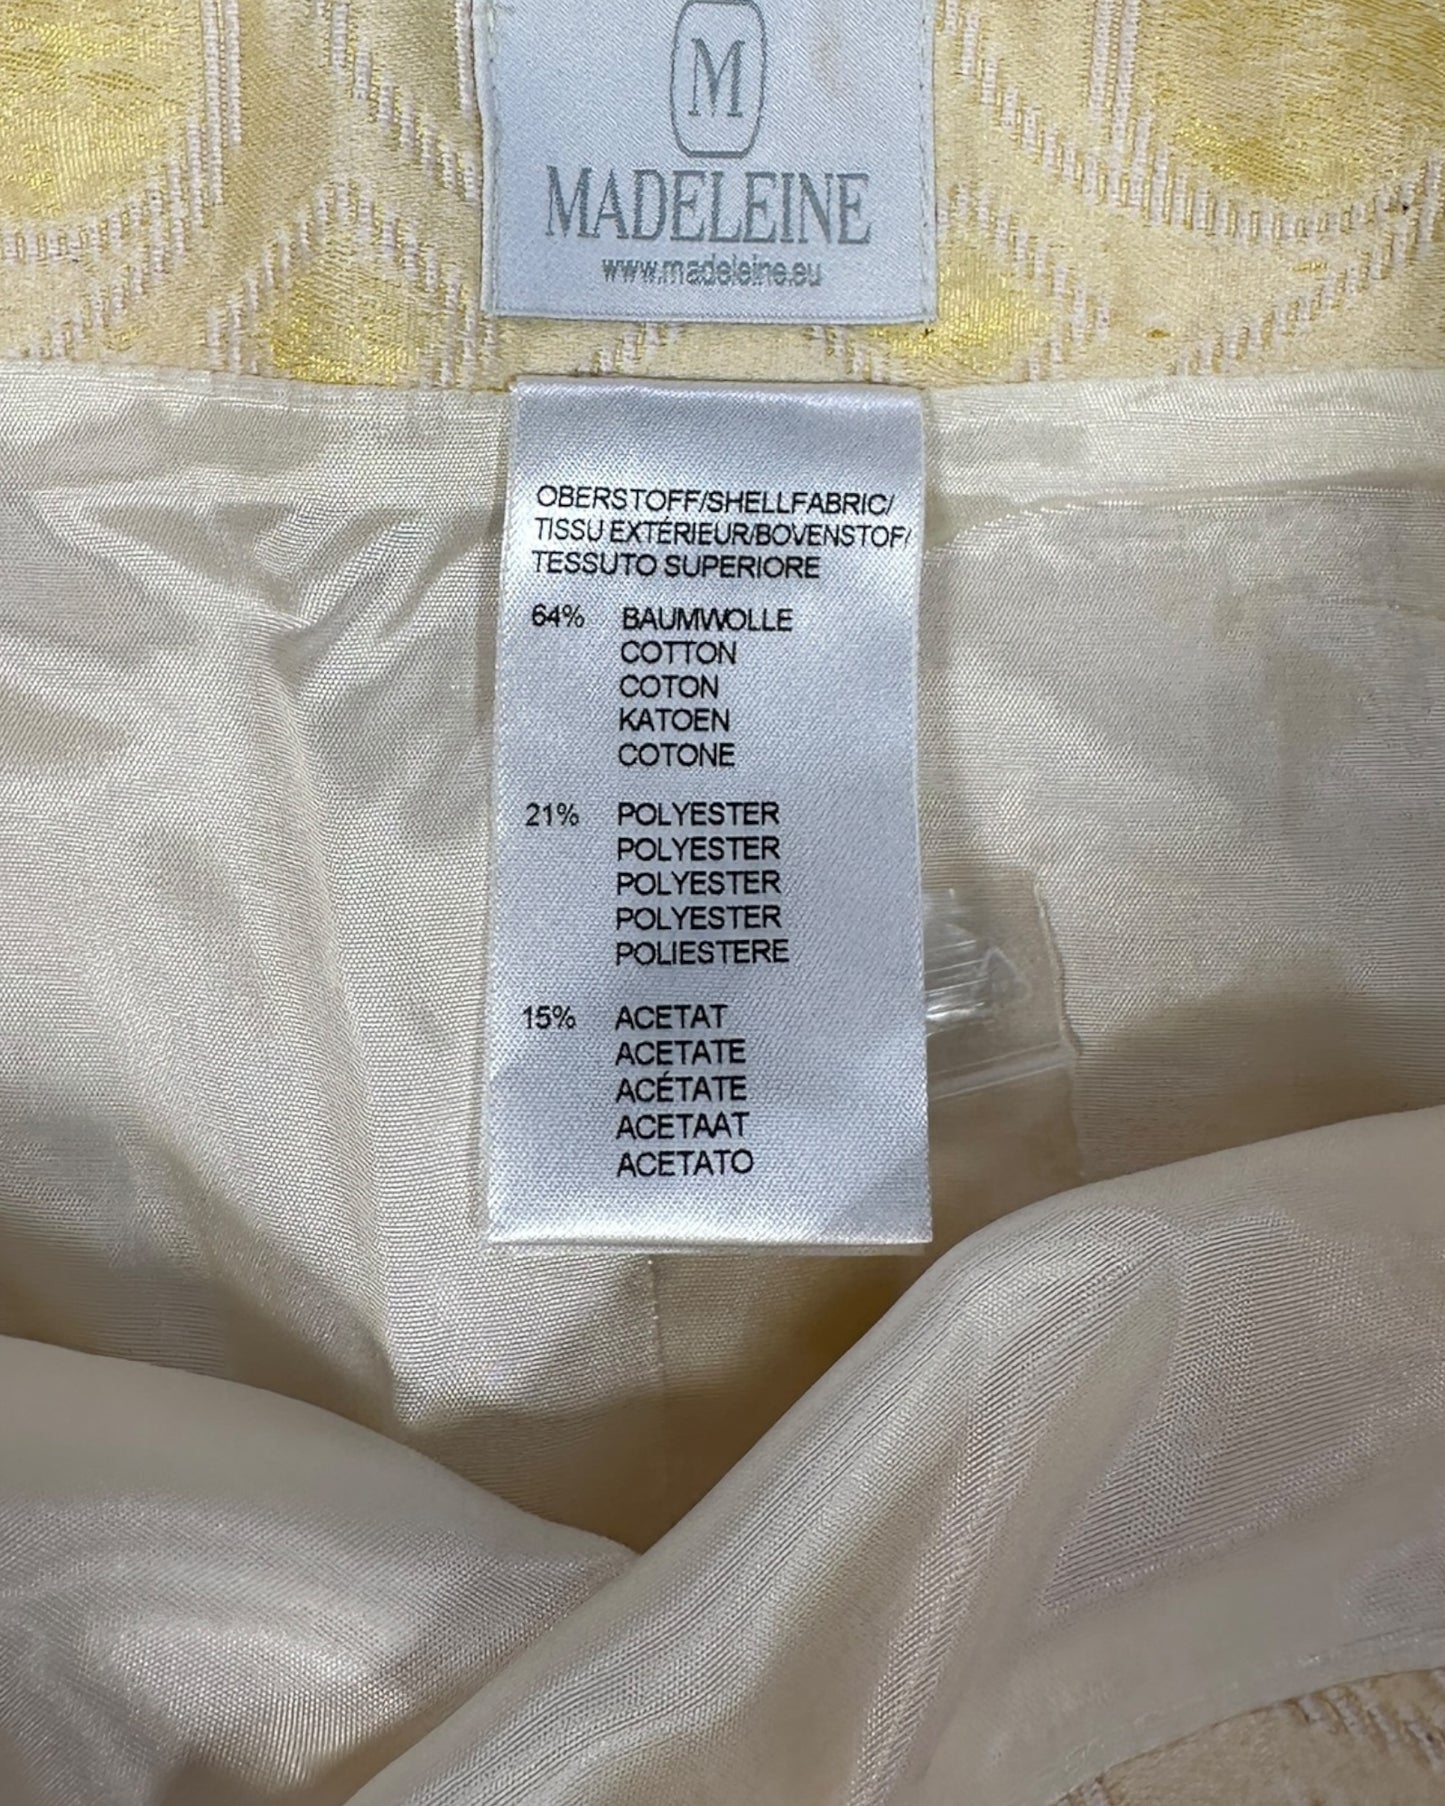 M
MADELEINE
www.madeleine.eu
OBERSTOFF/SHELLFABRIC/
TISSU EXTÉRIEUR/BOVENSTOF/
TESSUTO SUPERIORE
64% BAUMWOLLE
COTTON
COTON
KATOEN
COTONE
21% POLYESTER
POLYESTER
POLYESTER
POLYESTER
POLIESTERE
15% ACETAT
ACETATE
ACÉTATE
ACETAAT
ACETATO